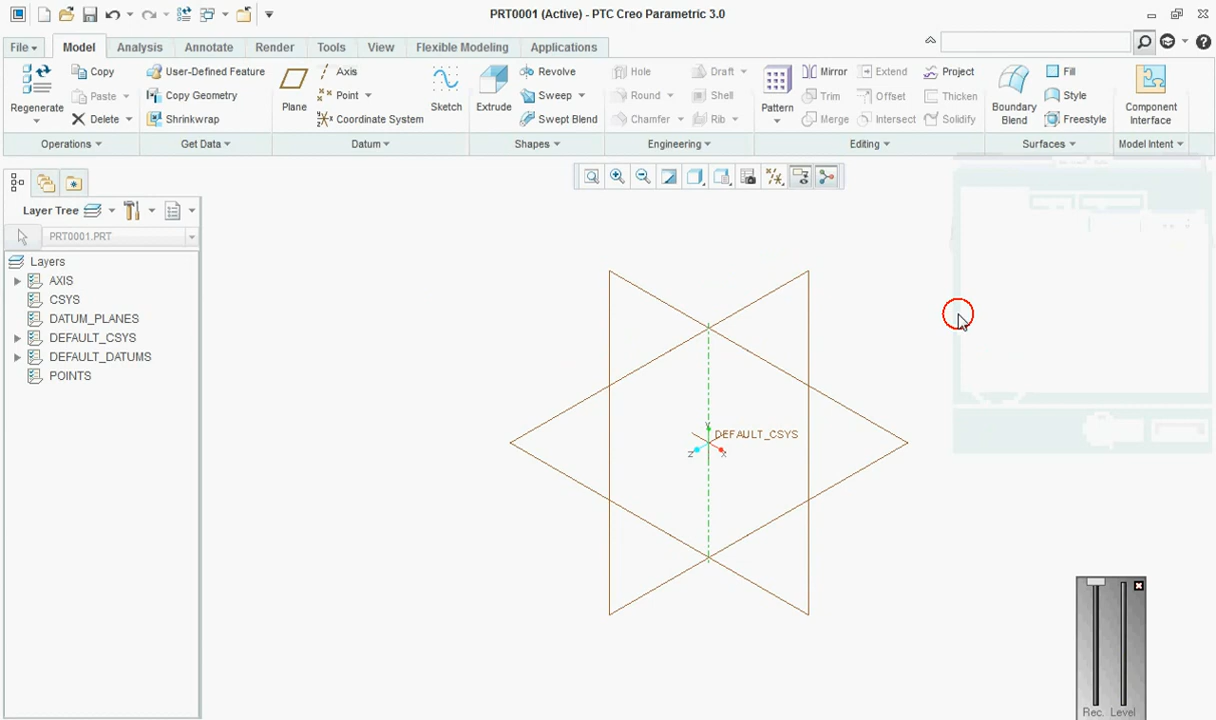 PRT0001 (Active) - PTC Creo Parametric 3.0
File Model Analysis Annotate Render Tools View Flexible Modeling Applications
Regenerate
Copy
Paste
Delete
Operations
User-Defined Feature
Copy Geometry
Shrinkwrap
Get Data
Plane
Axis
Point
Coordinate System
Sketch
Datum
Extrude
Revolve
Sweep
Swept Blend
Shapes
Hole
Round
Chamfer
Draft
Shell
Rib
Engineering
Pattern
Mirror
Trim
Merge
Extend
Offset
Intersect
Project
Thicken
Solidify
Editing
Boundary
Blend
Fill
Style
Freestyle
Surfaces
Component
Interface
Model Intent
Layer Tree
PRT0001.PRT
Layers
AXIS
CSYS
DATUM_PLANES
DEFAULT_CSYS
DEFAULT_DATUMS
POINTS
Y
DEFAULT_CSYS
Z X
Rec. Level